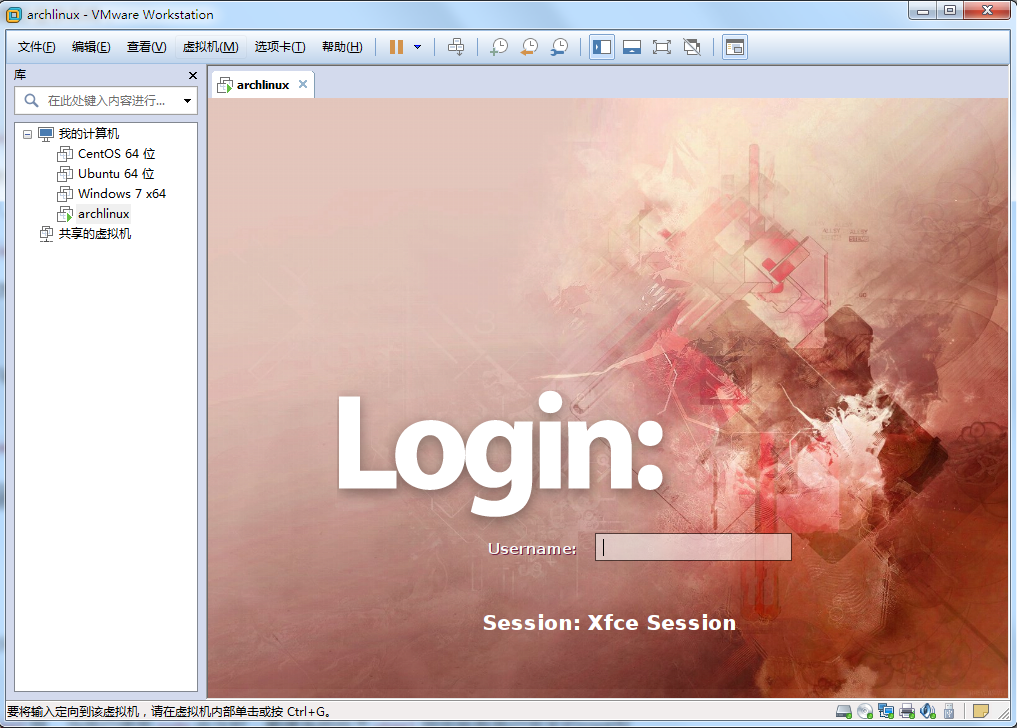 archlinux - VMware Workstation
文件(F) 编辑(E) 查看(V) 虚拟机(M) 选项卡(T) 帮助(H)
库
在此处键入内容进行...
我的计算机
CentOS 64 位
Ubuntu 64 位
Windows 7 x64
archlinux
共享的虚拟机
archlinux
Login:
Username:
Session: Xfce Session
要将输入定向到该虚拟机，请在虚拟机内部单击或按 Ctrl+G。